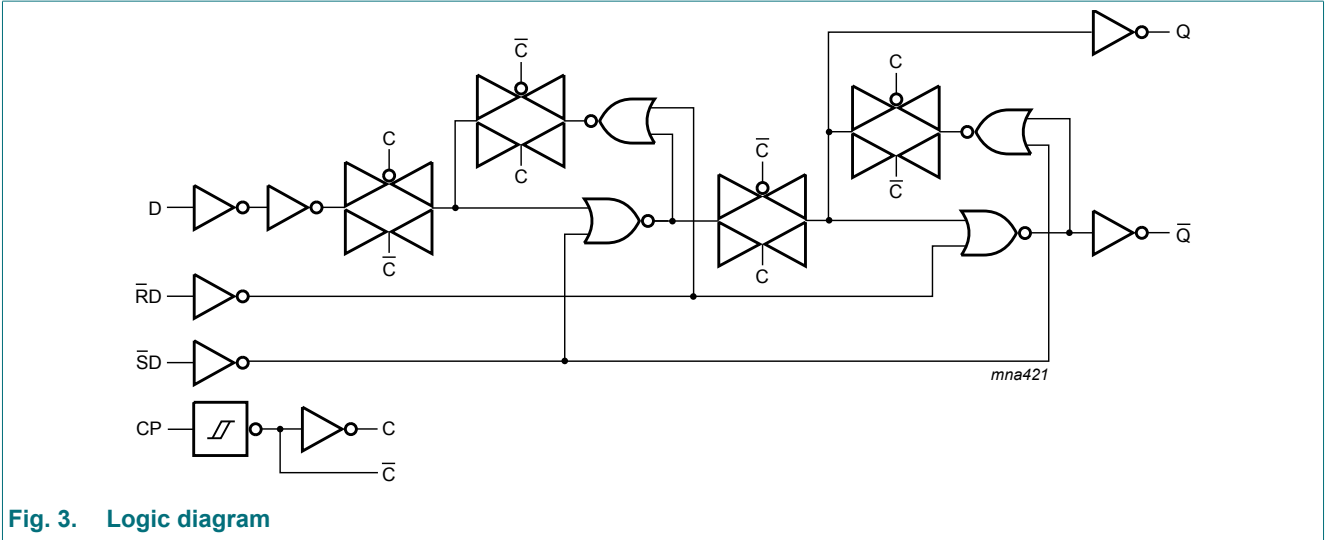 Q
C
C̅
C
C̅
D
C
C̅
C̅
Q̅
C
R̅D
S̅D
mna421
CP
C
C̅
Fig. 3. Logic diagram